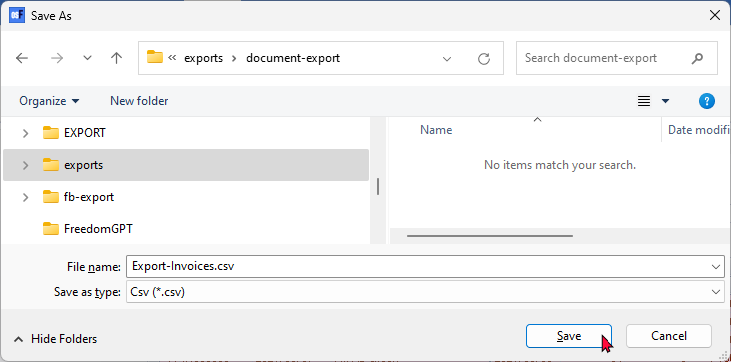 Save As
« exports > document-export
Search document-export
Organize
New folder
?
EXPORT
exports
fb-export
FreedomGPT
Name
Date modifi
No items match your search.
File name: Export-Invoices.csv
Save as type: Csv (*.csv)
Hide Folders
Save
Cancel